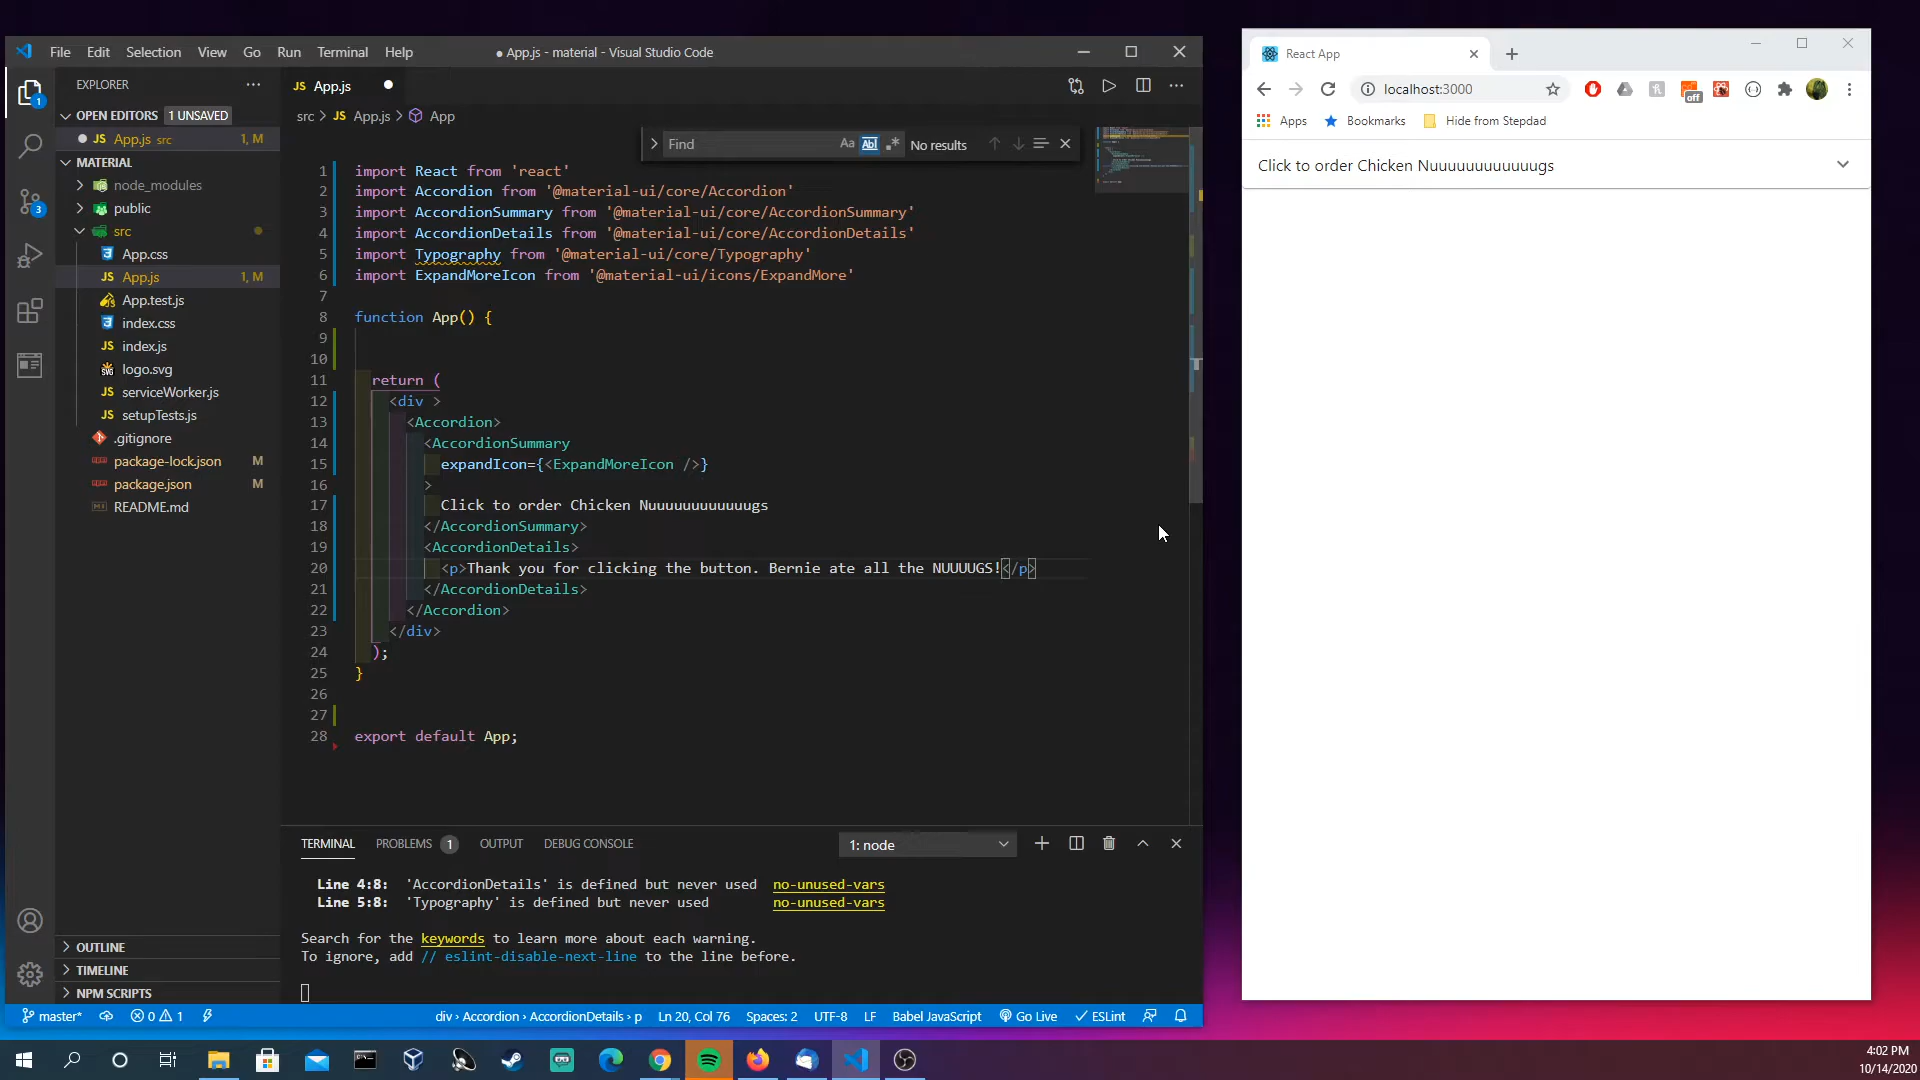 File Edit Selection View Go Run Terminal Help
● App.js - material - Visual Studio Code
EXPLORER
OPEN EDITORS 1 UNSAVED
JS App.js src 1, M
MATERIAL
node_modules
public
src
App.css
JS App.js 1, M
App.test.js
index.css
JS index.js
logo.svg
JS serviceWorker.js
JS setupTests.js
.gitignore
package-lock.json M
package.json M
README.md
OUTLINE
TIMELINE
NPM SCRIPTS
1
3
JS App.js
src > JS App.js > App
Find Aa Abl No results
1 import React from 'react'
2 import Accordion from '@material-ui/core/Accordion'
3 import AccordionSummary from '@material-ui/core/AccordionSummary'
4 import AccordionDetails from '@material-ui/core/AccordionDetails'
5 import Typography from '@material-ui/core/Typography'
6 import ExpandMoreIcon from '@material-ui/icons/ExpandMore'
7
8 function App() {
9
10
11 return (
12 <div >
13 <Accordion>
14 <AccordionSummary
15 expandIcon={<ExpandMoreIcon />}
16 >
17 Click to order Chicken Nuuuuuuuuuuuugs
18 </AccordionSummary>
19 <AccordionDetails>
20 <p>Thank you for clicking the button. Bernie ate all the NUUUUGS!</p>
21 </AccordionDetails>
22 </Accordion>
23 </div>
24 );
25 }
26
27
28 export default App;
TERMINAL PROBLEMS 1 OUTPUT DEBUG CONSOLE 1: node
Line 4:8: 'AccordionDetails' is defined but never used no-unused-vars
Line 5:8: 'Typography' is defined but never used no-unused-vars
Search for the keywords to learn more about each warning.
To ignore, add // eslint-disable-next-line to the line before.
master* 0 1 div › Accordion › AccordionDetails › p Ln 20, Col 76 Spaces: 2 UTF-8 LF Babel JavaScript Go Live ESLint
React App
localhost:3000
off
Apps Bookmarks Hide from Stepdad
Click to order Chicken Nuuuuuuuuuuuugs
4:02 PM
10/14/2020